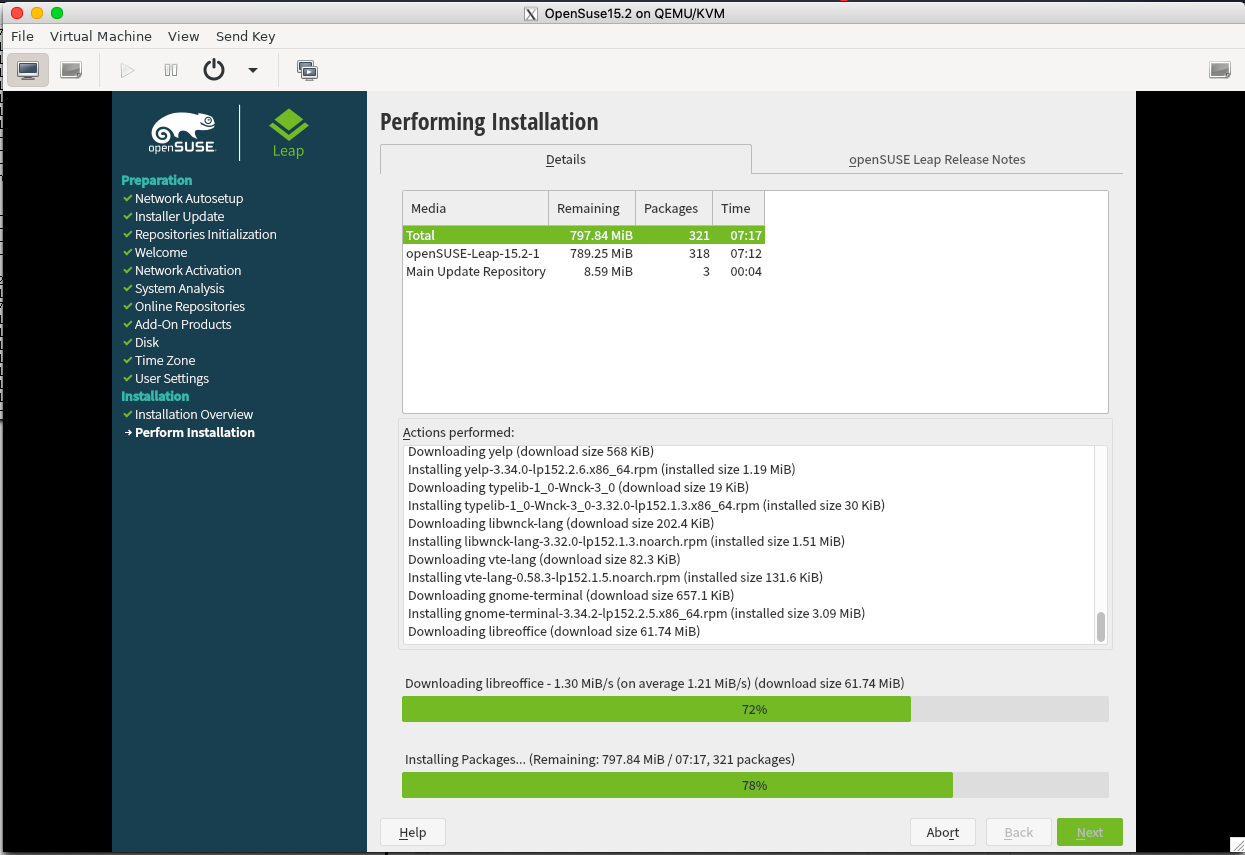 OpenSuse15.2 on QEMU/KVM
File Virtual Machine View Send Key
openSUSE
Leap
Preparation
Network Autosetup
Installer Update
Repositories Initialization
Welcome
Network Activation
System Analysis
Online Repositories
Add-On Products
Disk
Time Zone
User Settings
Installation
Installation Overview
Perform Installation
Performing Installation
Details openSUSE Leap Release Notes
Media Remaining Packages Time
Total 797.84 MiB 321 07:17
openSUSE-Leap-15.2-1 789.25 MiB 318 07:12
Main Update Repository 8.59 MiB 3 00:04
Actions performed:
Downloading yelp (download size 568 KiB)
Installing yelp-3.34.0-lp152.2.6.x86_64.rpm (installed size 1.19 MiB)
Downloading typelib-1_0-Wnck-3_0 (download size 19 KiB)
Installing typelib-1_0-Wnck-3_0-3.32.0-lp152.1.3.x86_64.rpm (installed size 30 KiB)
Downloading libwnck-lang (download size 202.4 KiB)
Installing libwnck-lang-3.32.0-lp152.1.3.noarch.rpm (installed size 1.51 MiB)
Downloading vte-lang (download size 82.3 KiB)
Installing vte-lang-0.58.3-lp152.1.5.noarch.rpm (installed size 131.6 KiB)
Downloading gnome-terminal (download size 657.1 KiB)
Installing gnome-terminal-3.34.2-lp152.2.5.x86_64.rpm (installed size 3.09 MiB)
Downloading libreoffice (download size 61.74 MiB)
Downloading libreoffice - 1.30 MiB/s (on average 1.21 MiB/s) (download size 61.74 MiB)
72%
Installing Packages... (Remaining: 797.84 MiB / 07:17, 321 packages)
78%
Help Abort Back Next